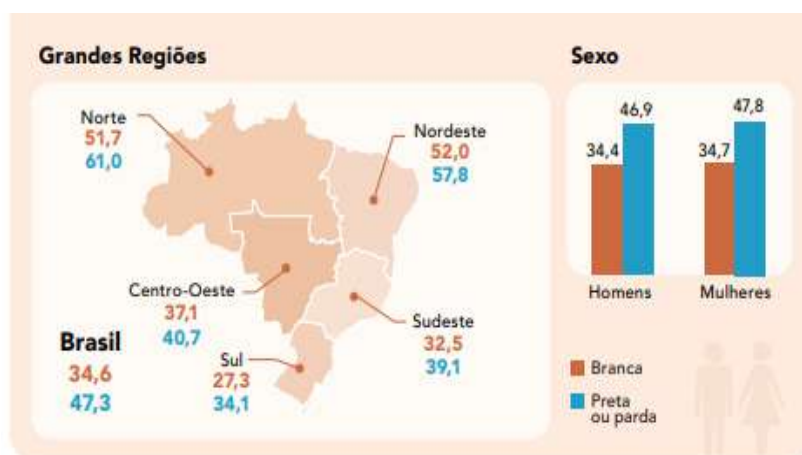 Grandes Regiões
Norte
51,7
61,0
Nordeste
52,0
57,8
Centro-Oeste
37,1
40,7
Sudeste
32,5
39,1
Sul
27,3
34,1
Brasil
34,6
47,3
Sexo
34,4
46,9
34,7
47,8
Homens
Mulheres
Branca
Preta
ou parda